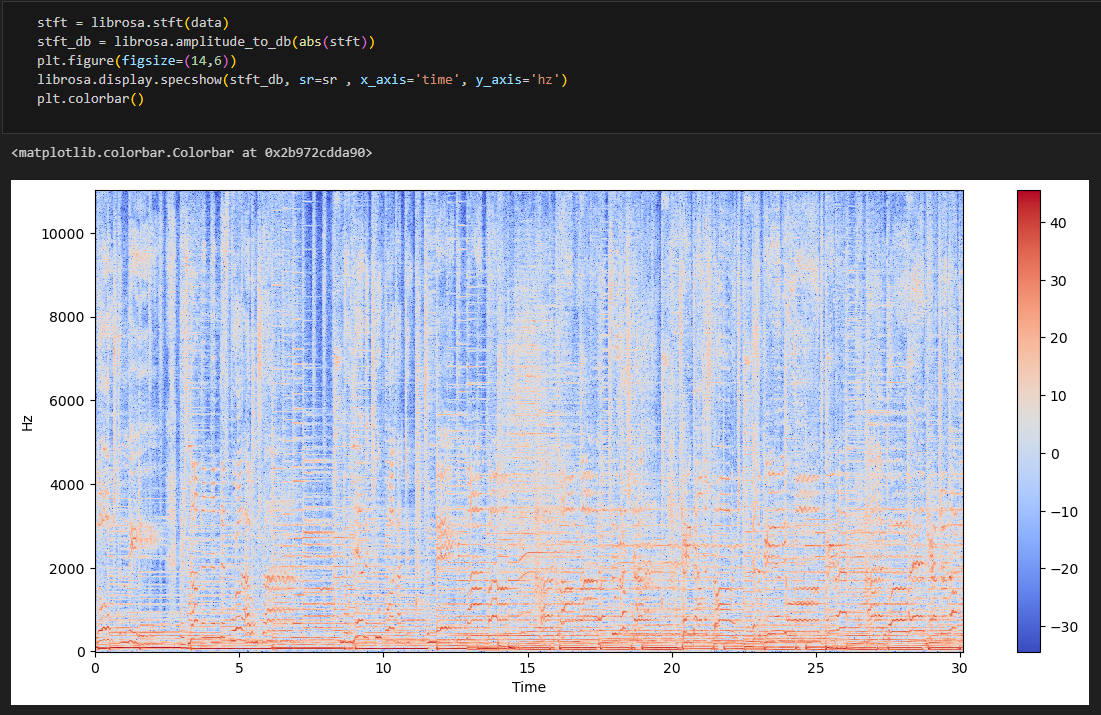 stft = librosa.stft(data)
stft_db = librosa.amplitude_to_db(abs(stft))
plt.figure(figsize=(14,6))
librosa.display.specshow(stft_db, sr=sr , x_axis='time', y_axis='hz')
plt.colorbar()
<matplotlib.colorbar.Colorbar at 0x2b972cdda90>
10000
8000
6000
4000
2000
0
Hz
0 5 10 15 20 25 30
Time
40
30
20
10
0
−10
−20
−30